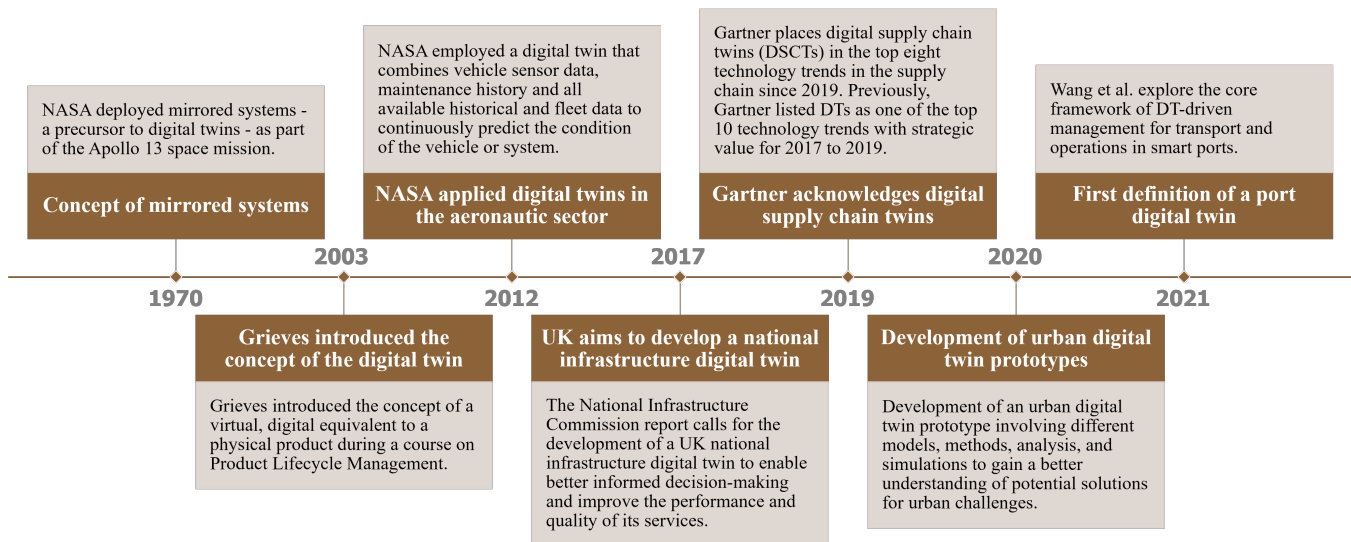 NASA deployed mirrored systems -
a precursor to digital twins - as part
of the Apollo 13 space mission.
Concept of mirrored systems
1970
2003
Grieves introduced the
concept of the digital twin
Grieves introduced the concept of a
virtual, digital equivalent to a
physical product during a course on
Product Lifecycle Management.
NASA employed a digital twin that
combines vehicle sensor data,
maintenance history and all
available historical and fleet data to
continuously predict the condition
of the vehicle or system.
NASA applied digital twins in
the aeronautic sector
2012
2017
UK aims to develop a national
infrastructure digital twin
The National Infrastructure
Commission report calls for the
development of a UK national
infrastructure digital twin to enable
better informed decision-making
and improve the performance and
quality of its services.
Gartner places digital supply chain
twins (DSCTs) in the top eight
technology trends in the supply
chain since 2019. Previously,
Gartner listed DTs as one of the top
10 technology trends with strategic
value for 2017 to 2019.
Gartner acknowledges digital
supply chain twins
2019
2020
Development of urban digital
twin prototypes
Development of an urban digital
twin prototype involving different
models, methods, analysis, and
simulations to gain a better
understanding of potential solutions
for urban challenges.
Wang et al. explore the core
framework of DT-driven
management for transport and
operations in smart ports.
First definition of a port
digital twin
2021